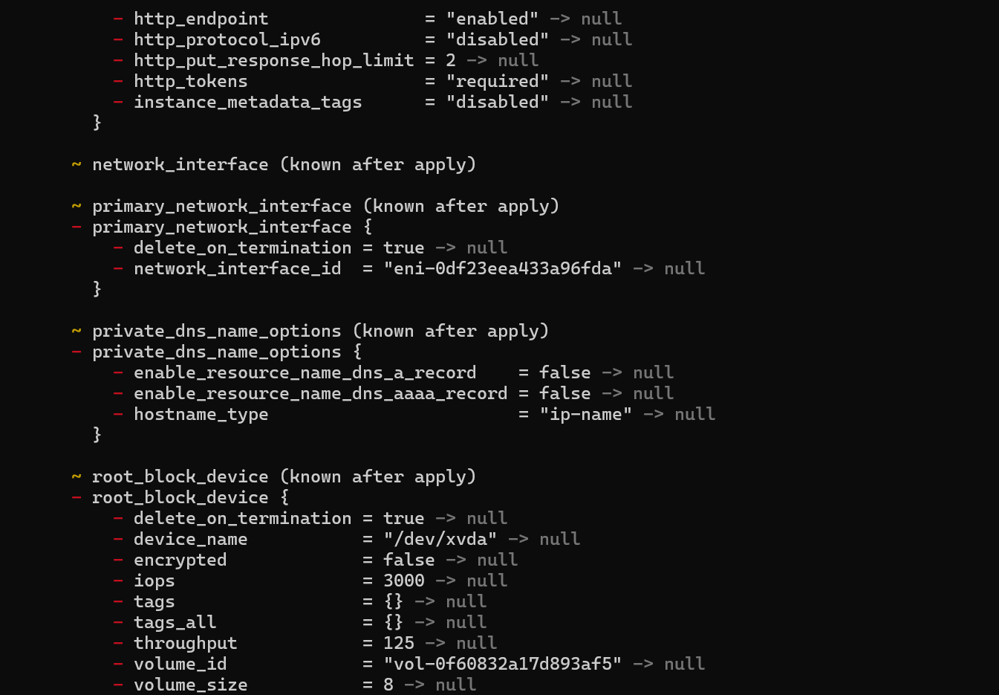 - http_endpoint               = "enabled" -> null
- http_protocol_ipv6          = "disabled" -> null
- http_put_response_hop_limit = 2 -> null
- http_tokens                 = "required" -> null
- instance_metadata_tags      = "disabled" -> null
}
~ network_interface (known after apply)
~ primary_network_interface (known after apply)
- primary_network_interface {
- delete_on_termination = true -> null
- network_interface_id  = "eni-0df23eea433a96fda" -> null
}
~ private_dns_name_options (known after apply)
- private_dns_name_options {
- enable_resource_name_dns_a_record    = false -> null
- enable_resource_name_dns_aaaa_record = false -> null
- hostname_type                        = "ip-name" -> null
}
~ root_block_device (known after apply)
- root_block_device {
- delete_on_termination = true -> null
- device_name           = "/dev/xvda" -> null
- encrypted             = false -> null
- iops                  = 3000 -> null
- tags                  = {} -> null
- tags_all              = {} -> null
- throughput            = 125 -> null
- volume_id             = "vol-0f60832a17d893af5" -> null
- volume_size           = 8 -> null